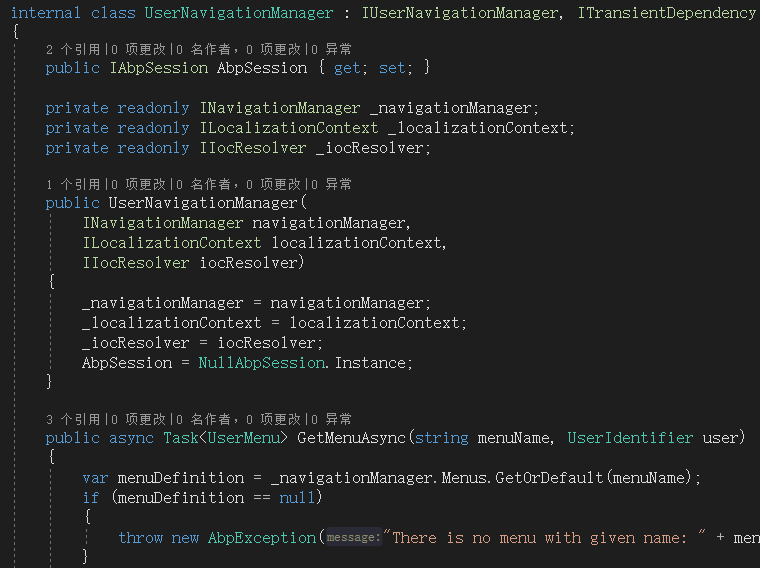 internal class UserNavigationManager : IUserNavigationManager, ITransientDependency
{
2 个引用|0 项更改|0 名作者，0 项更改|0 异常
public IAbpSession AbpSession { get; set; }
private readonly INavigationManager _navigationManager;
private readonly ILocalizationContext _localizationContext;
private readonly IIocResolver _iocResolver;
1 个引用|0 项更改|0 名作者，0 项更改|0 异常
public UserNavigationManager(
INavigationManager navigationManager,
ILocalizationContext localizationContext,
IIocResolver iocResolver)
{
_navigationManager = navigationManager;
_localizationContext = localizationContext;
_iocResolver = iocResolver;
AbpSession = NullAbpSession.Instance;
}
3 个引用|0 项更改|0 名作者，0 项更改|0 异常
public async Task<UserMenu> GetMenuAsync(string menuName, UserIdentifier user)
{
var menuDefinition = _navigationManager.Menus.GetOrDefault(menuName);
if (menuDefinition == null)
{
throw new AbpException(message:"There is no menu with given name: " + men
}